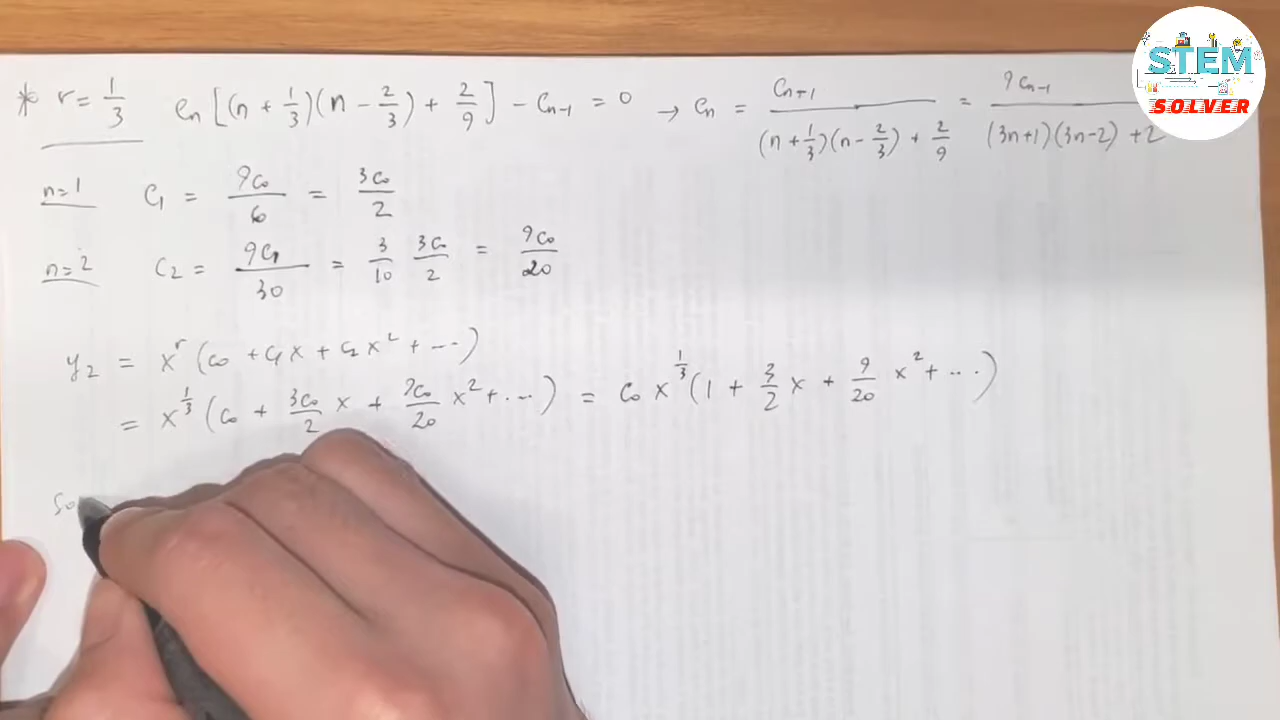 STEM
SOLVER
* r = 1/3 Cn [(n + 1/3)(n - 2/3) + 2/9] - Cn-1 = 0 → Cn = Cn+1 / ((n + 1/3)(n - 2/3) + 2/9) = 9Cn-1 / ((3n+1)(3n-2) + 2)
n=1 C1 = 9C0/6 = 3C0/2
n=2 C2 = 9C1/30 = 3/10 3C0/2 = 9C0/20
y2 = x^r (C0 + C1x + C2x^2 + ...)
= x^1/3 (C0 + 3C0/2 x + 9C0/20 x^2 + ...) = C0 x^1/3 (1 + 3/2 x + 9/20 x^2 + ...)
So